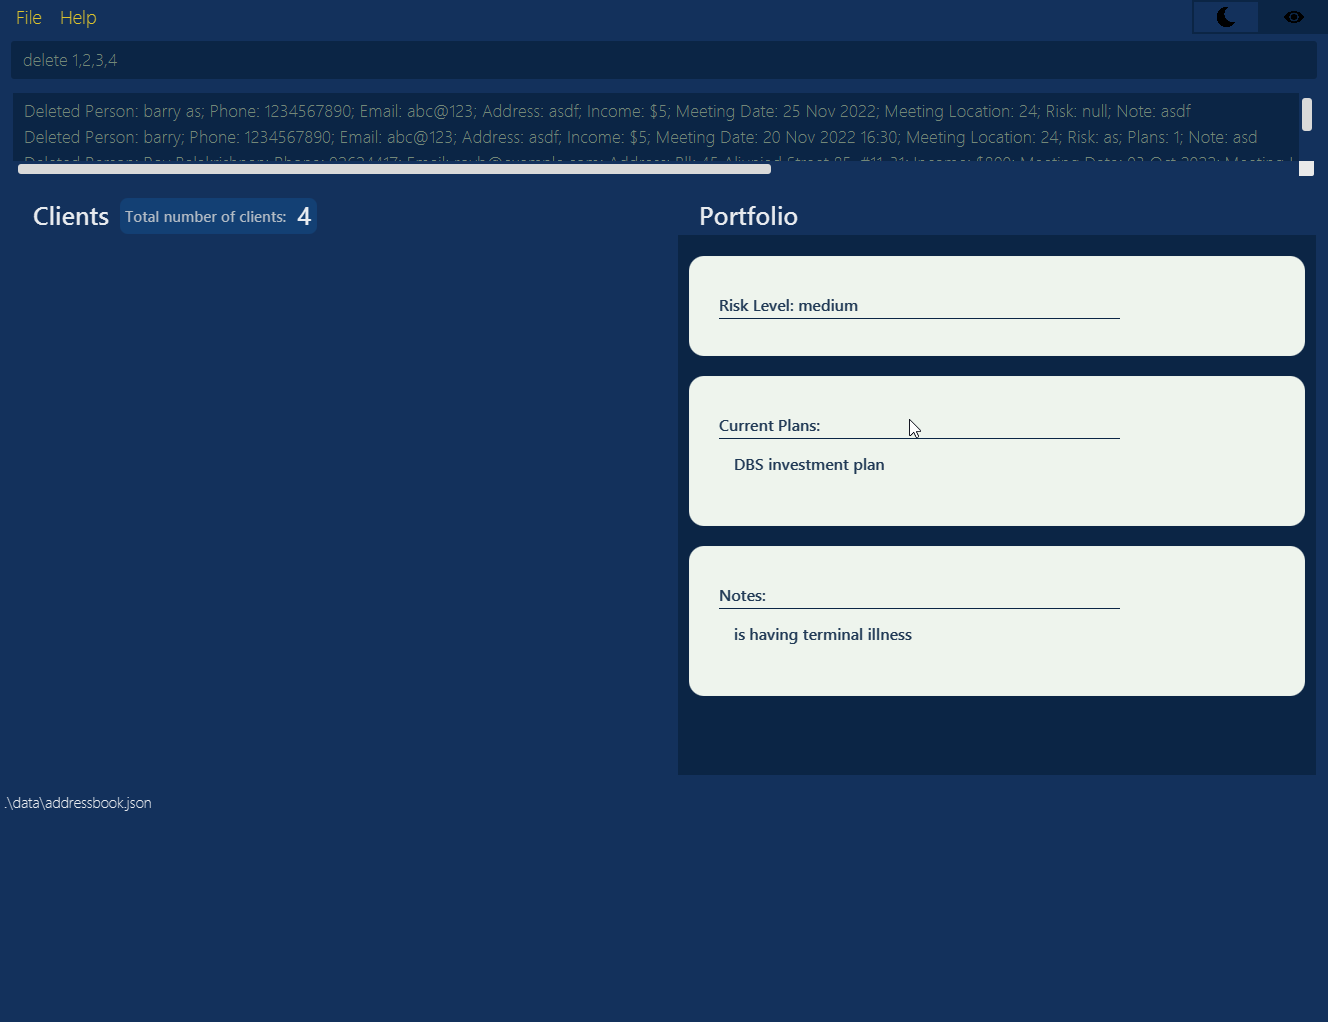 File Help
delete 1,2,3,4
Deleted Person: barry as; Phone: 1234567890; Email: abc@123; Address: asdf; Income: $5; Meeting Date: 25 Nov 2022; Meeting Location: 24; Risk: null; Note: asdf
Deleted Person: barry; Phone: 1234567890; Email: abc@123; Address: asdf; Income: $5; Meeting Date: 20 Nov 2022 16:30; Meeting Location: 24; Risk: as; Plans: 1; Note: asd
Clients Total number of clients: 4
Portfolio
Risk Level: medium
Current Plans:
DBS investment plan
Notes:
is having terminal illness
.\data\addressbook.json